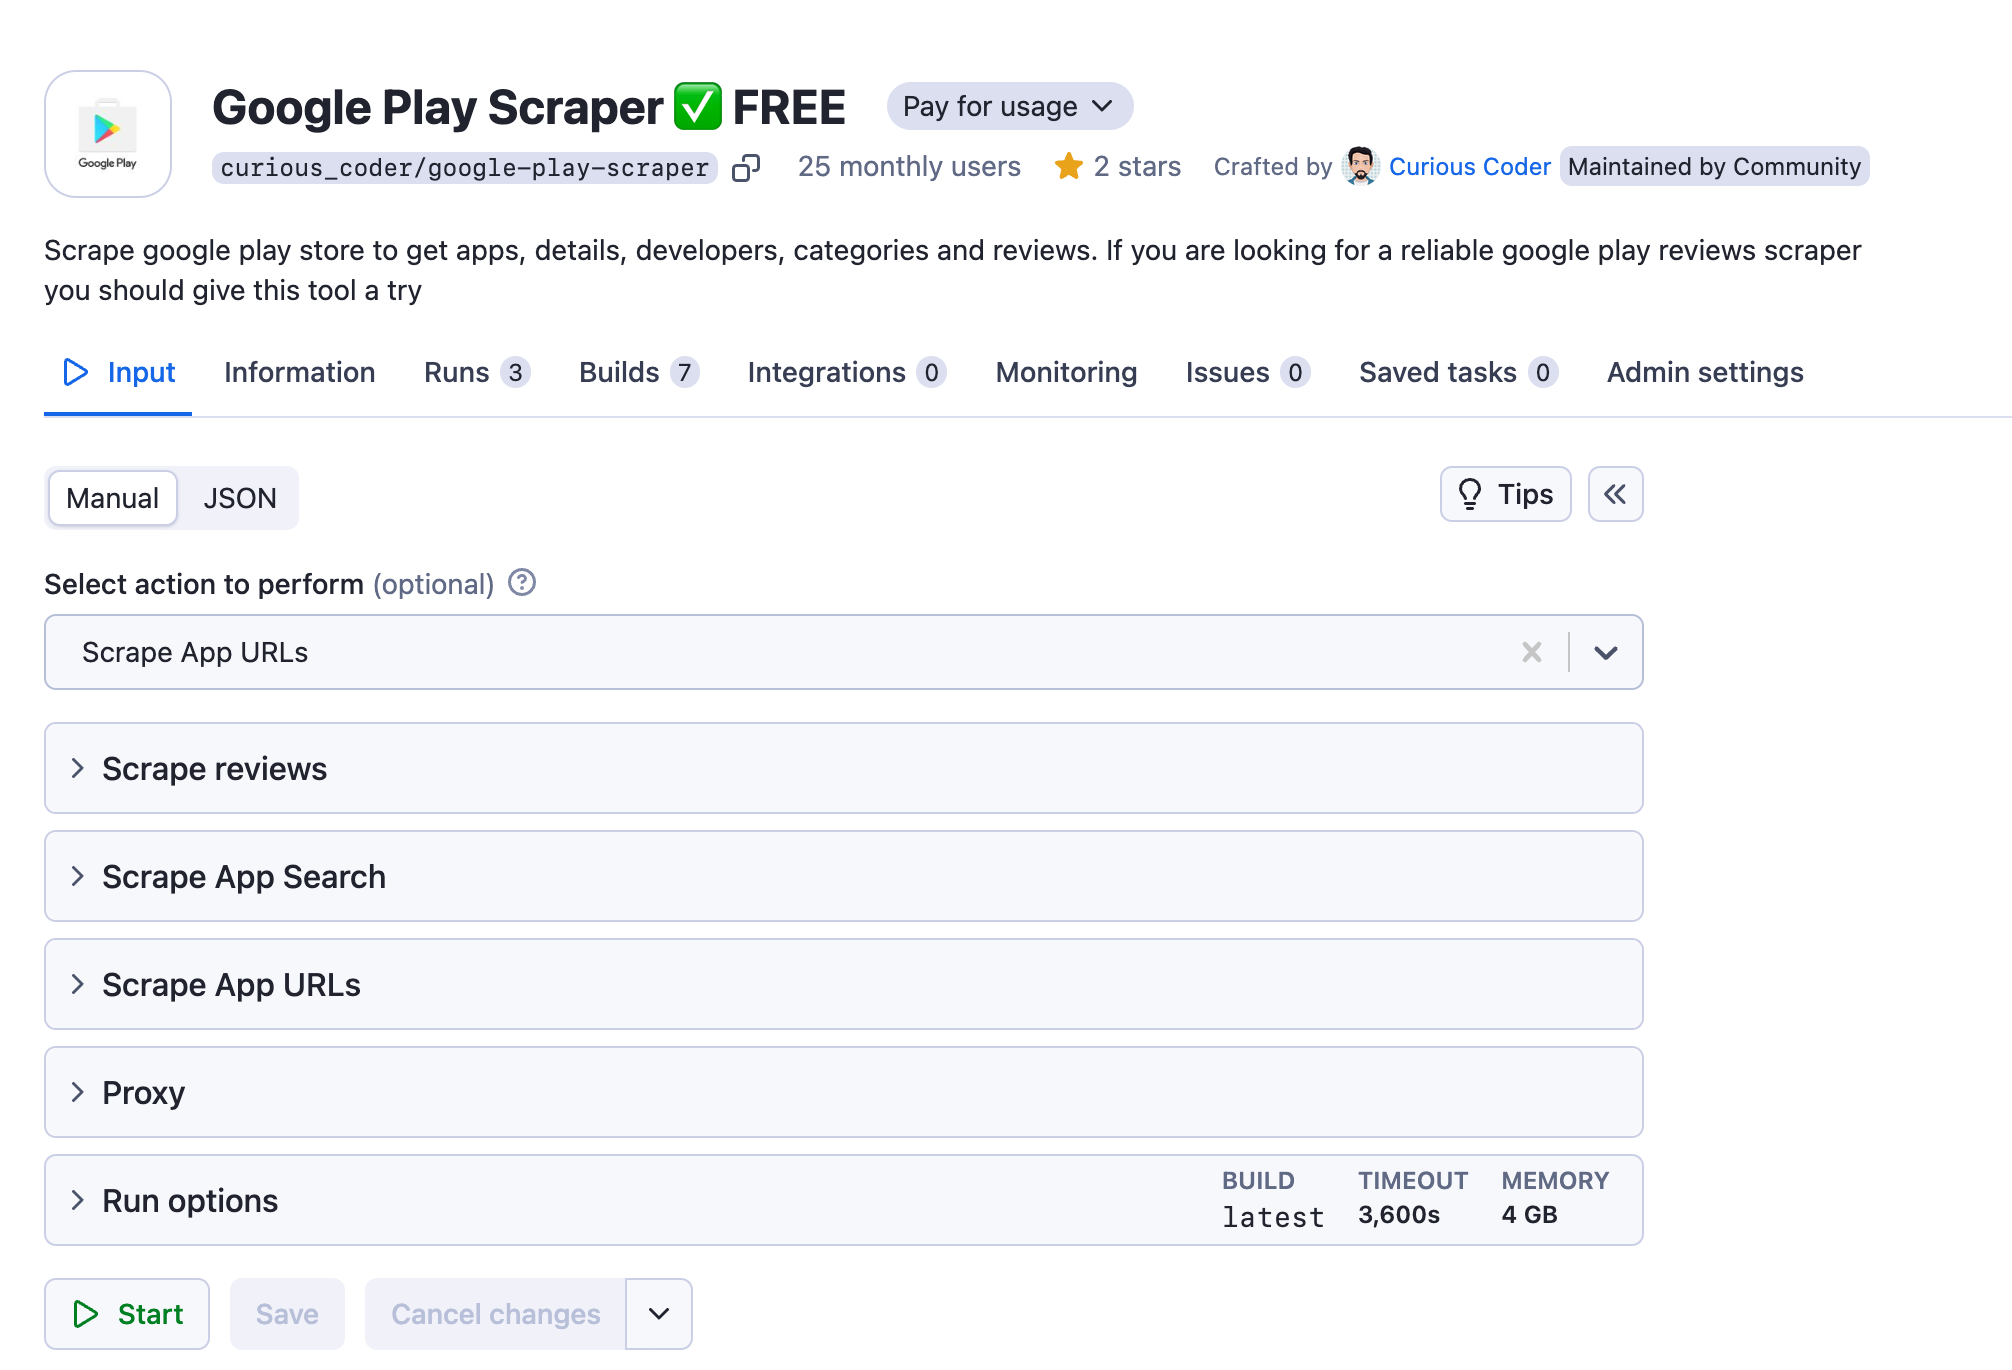 Google Play Scraper ✅ FREE
Pay for usage
Google Play
curious_coder/google-play-scraper
25 monthly users
2 stars
Crafted by Curious Coder
Maintained by Community
Scrape google play store to get apps, details, developers, categories and reviews. If you are looking for a reliable google play reviews scraper
you should give this tool a try
Input
Information
Runs 3
Builds 7
Integrations 0
Monitoring
Issues 0
Saved tasks 0
Admin settings
Manual
JSON
Tips
Select action to perform (optional)
Scrape App URLs
Scrape reviews
Scrape App Search
Scrape App URLs
Proxy
Run options
BUILD
latest
TIMEOUT
3,600s
MEMORY
4 GB
Start
Save
Cancel changes